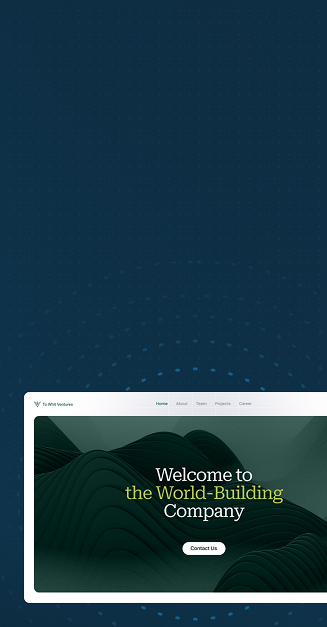 To Whit Ventures
Home About Team Projects Career
Welcome to
the World-Building
Company
Contact Us